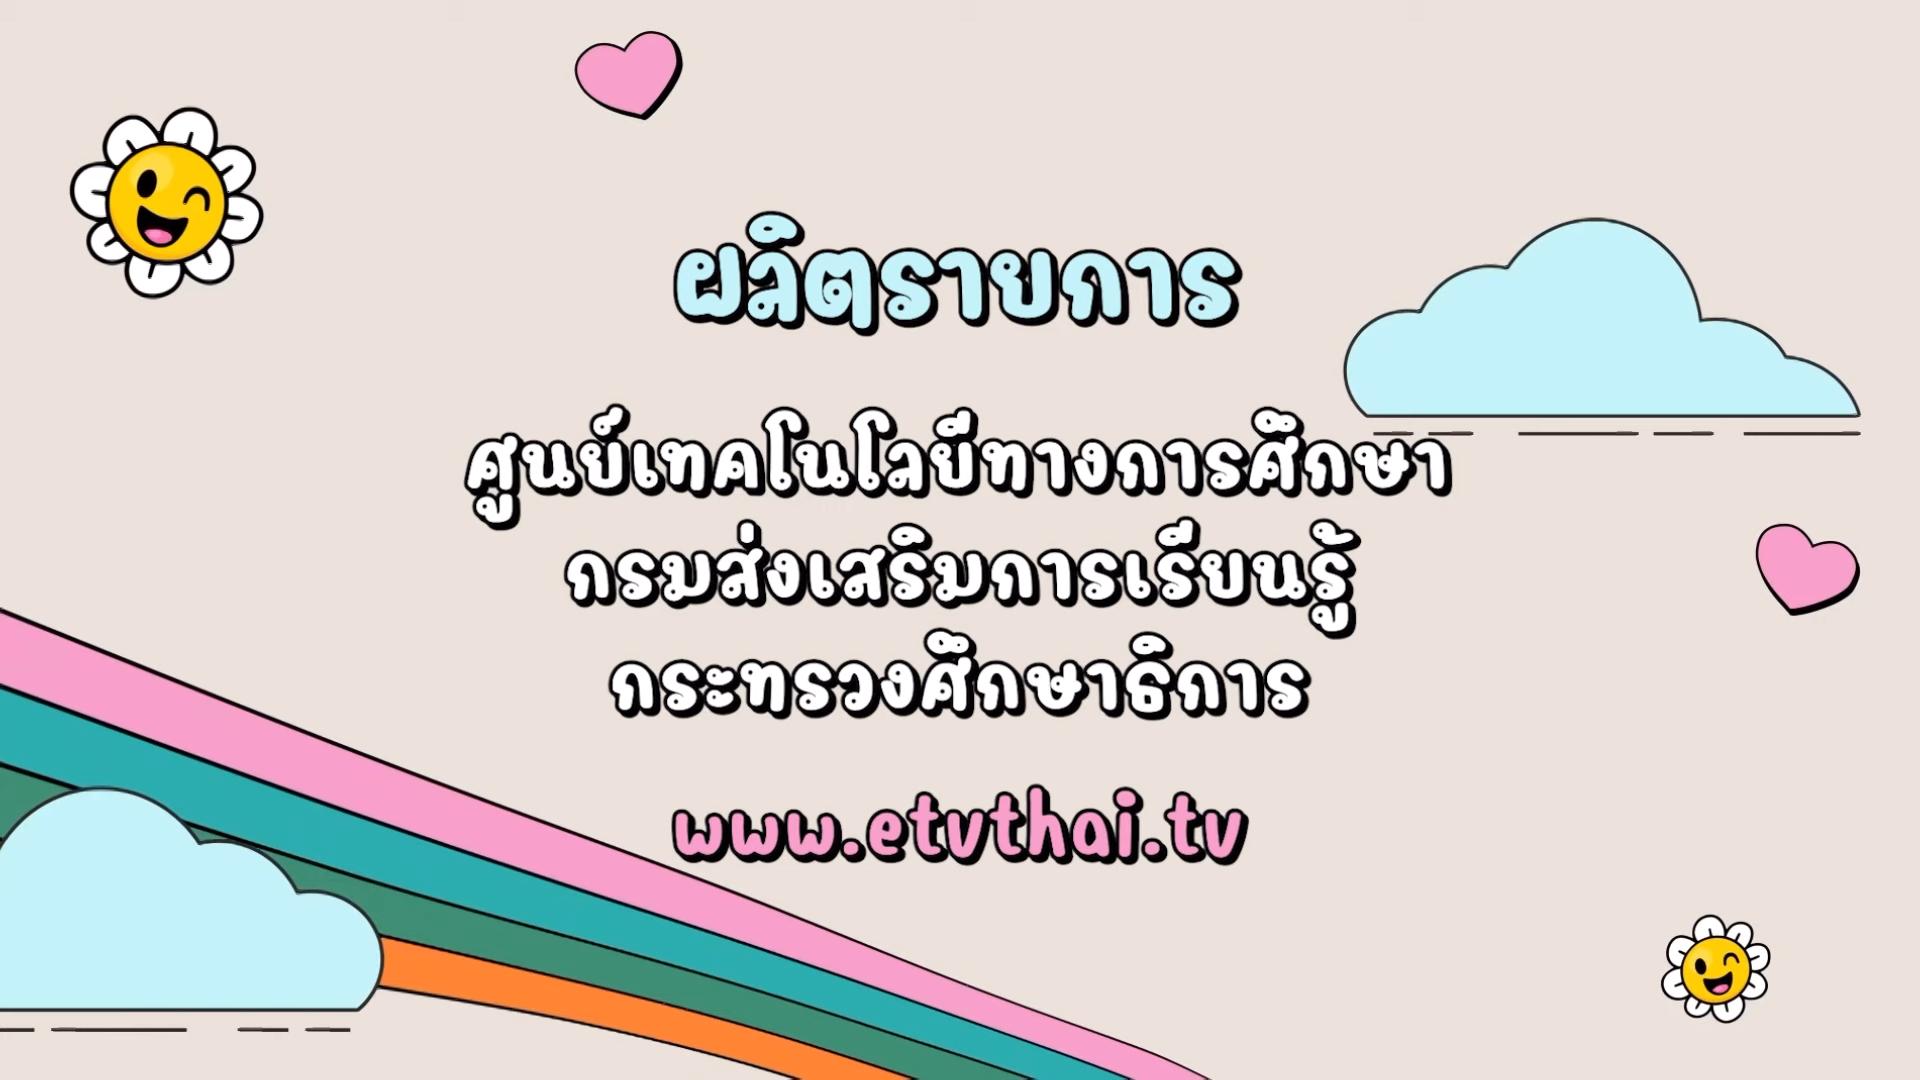 ผลิตรายการ
ศูนย์เทคโนโลยีทางการศึกษา
กรมส่งเสริมการเรียนรู้
กระทรวงศึกษาธิการ
www.etvthai.tv